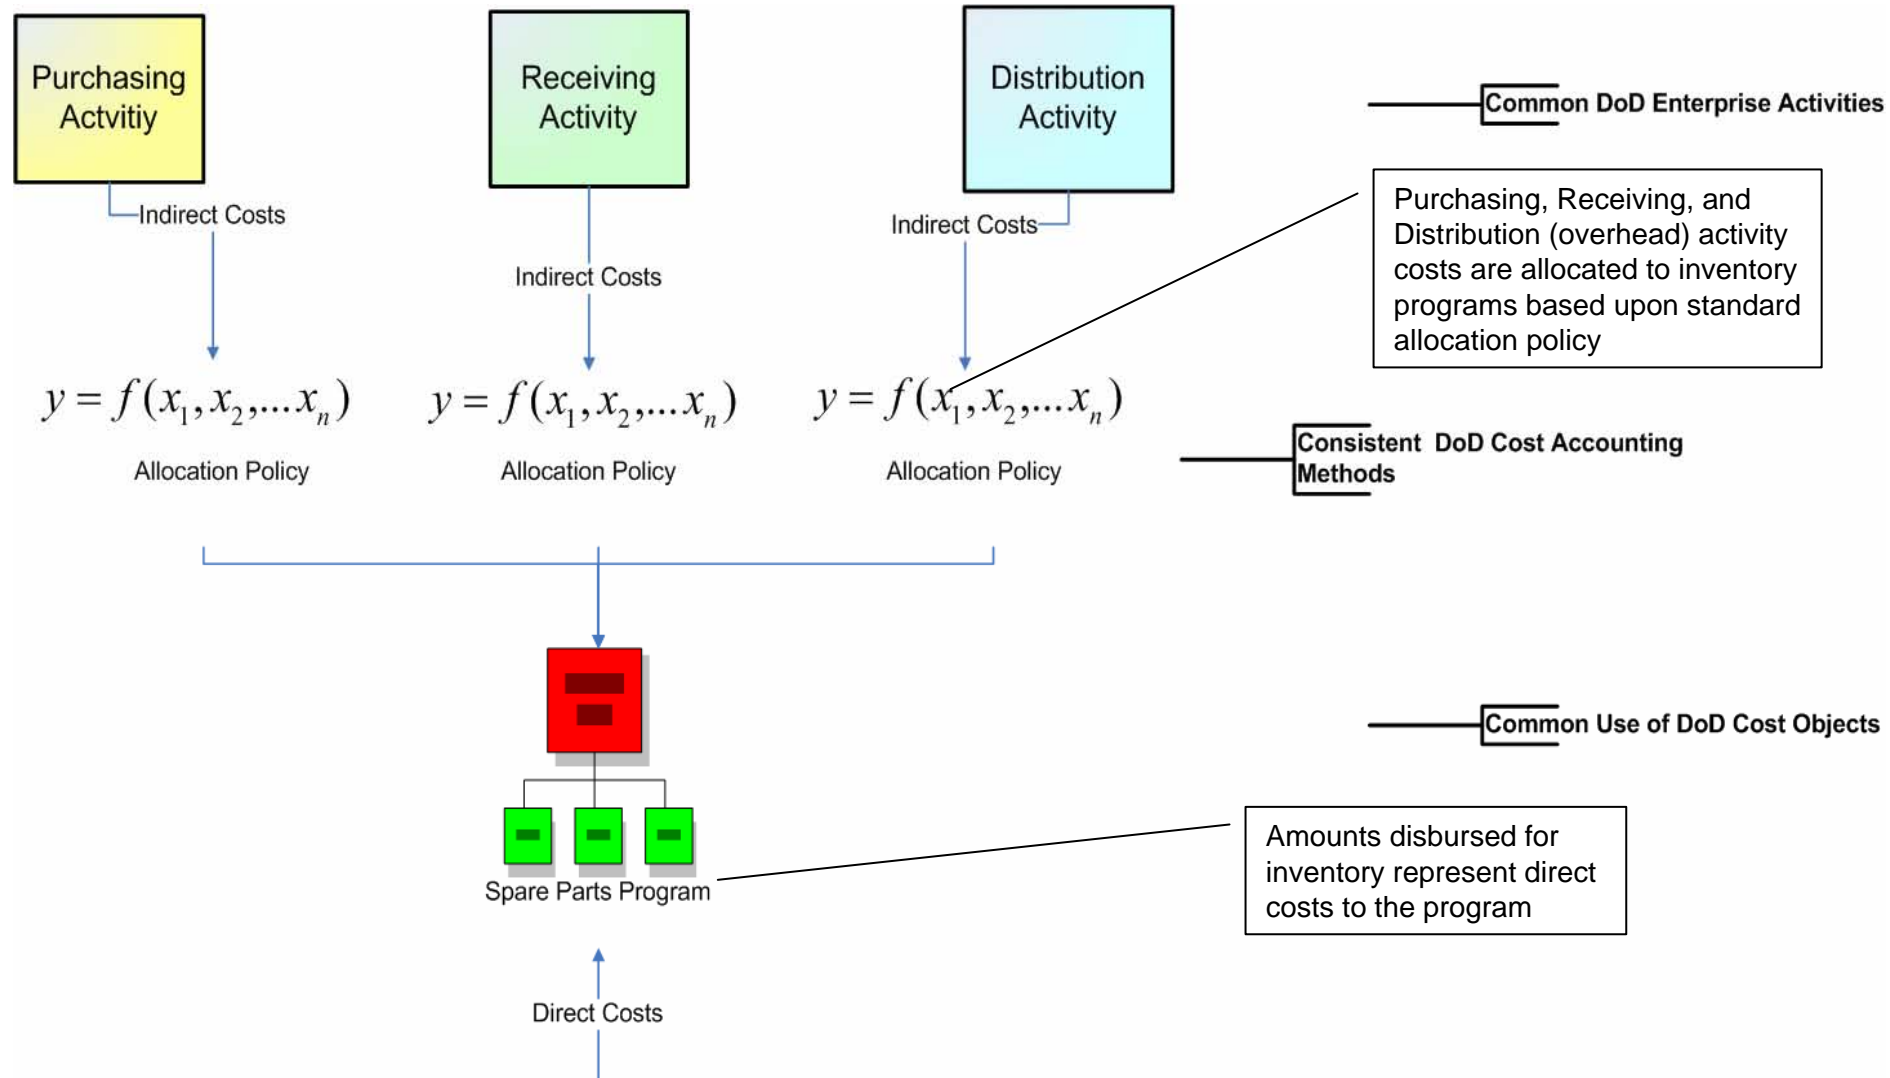 Purchasing
Actvitiy
Receiving
Activity
Distribution
Activity
Common DoD Enterprise Activities
Indirect Costs
Indirect Costs
Indirect Costs
Purchasing, Receiving, and
Distribution (overhead) activity
costs are allocated to inventory
programs based upon standard
allocation policy
y = f(x₁, x₂,...xₙ)
y = f(x₁, x₂,...xₙ)
y = f(x₁, x₂,...xₙ)
Allocation Policy
Allocation Policy
Allocation Policy
Consistent DoD Cost Accounting
Methods
Common Use of DoD Cost Objects
Spare Parts Program
Amounts disbursed for
inventory represent direct
costs to the program
Direct Costs